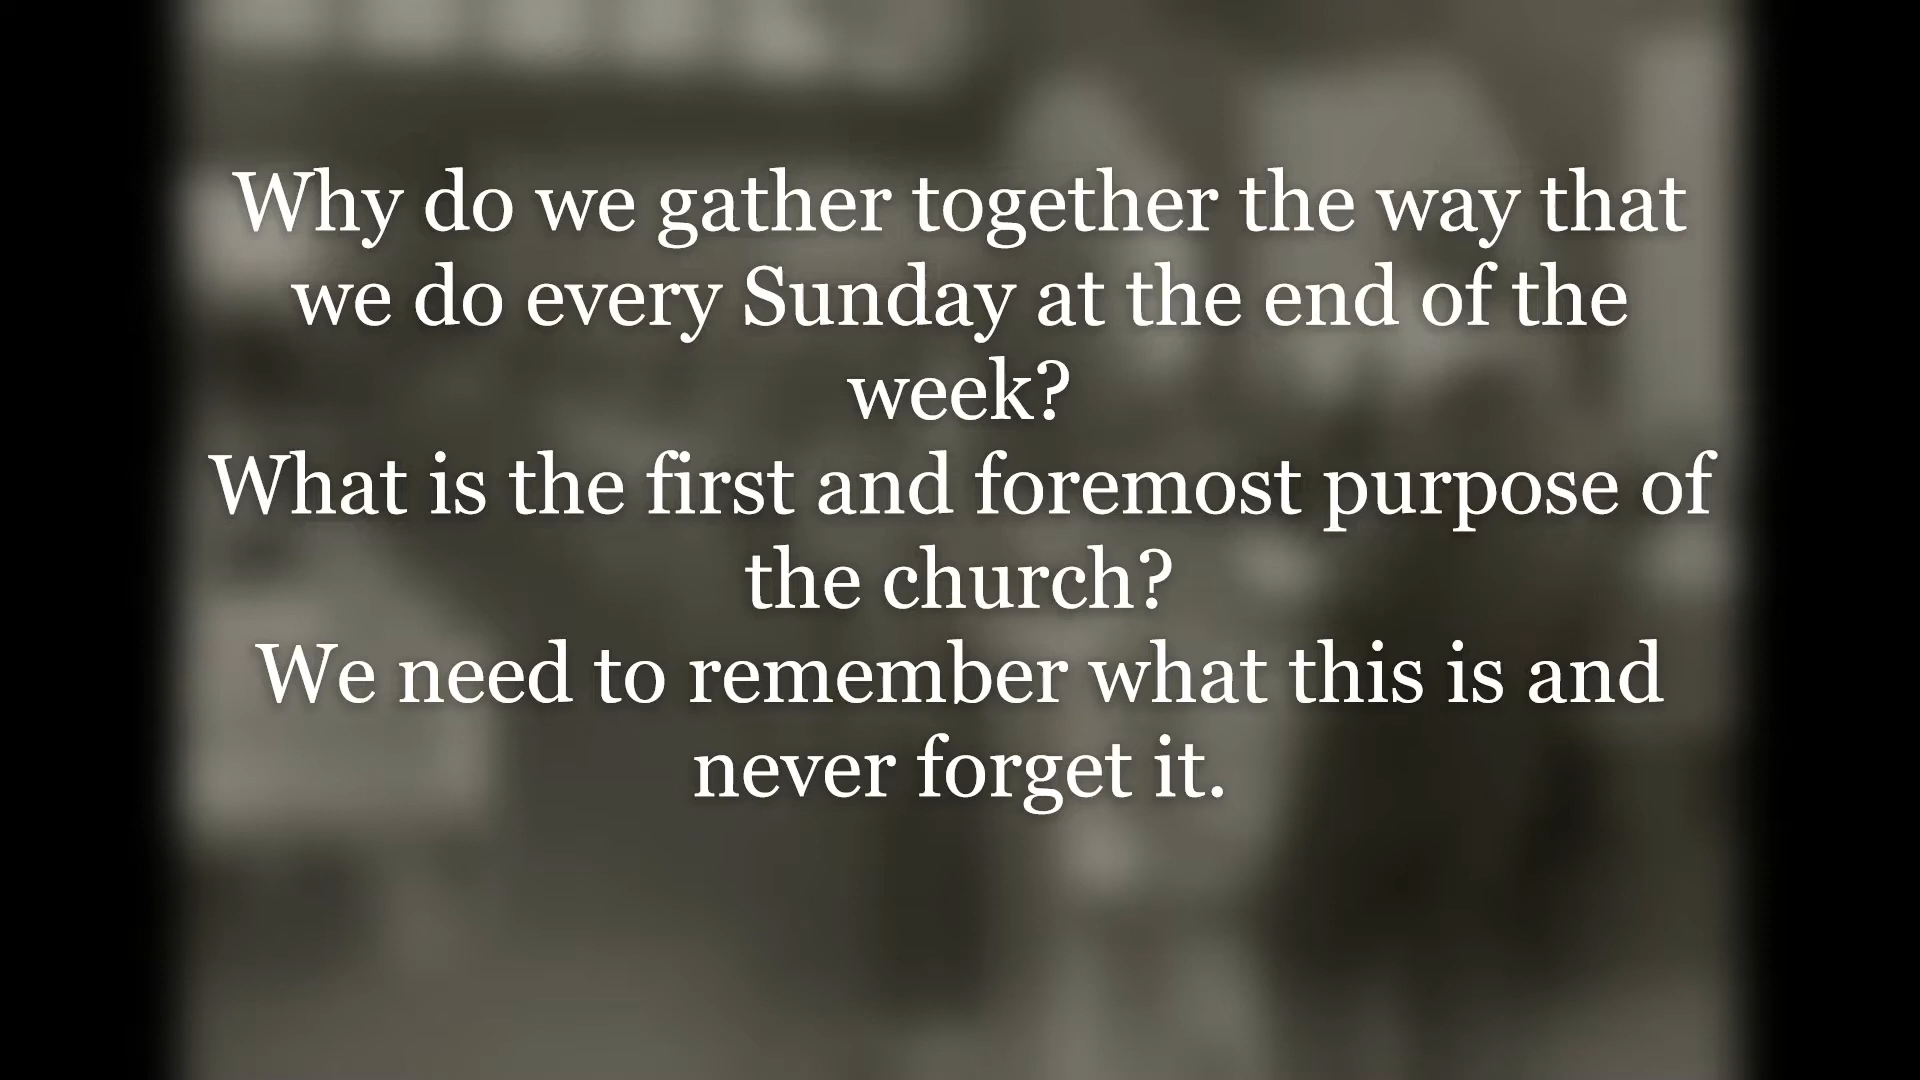 Why do we gather together the way that
we do every Sunday at the end of the
week?
What is the first and foremost purpose of
the church?
We need to remember what this is and
never forget it.